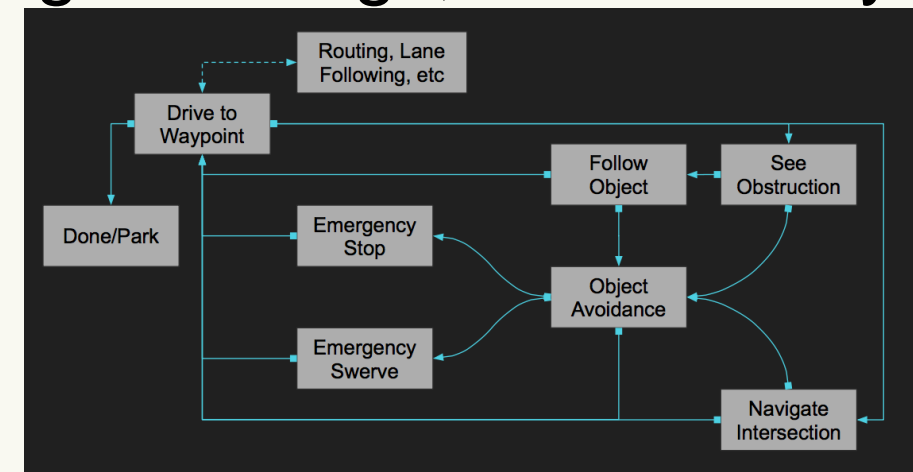 Routing, Lane
Following, etc
Drive to
Waypoint
Follow
Object
See
Obstruction
Done/Park
Emergency
Stop
Object
Avoidance
Emergency
Swerve
Navigate
Intersection